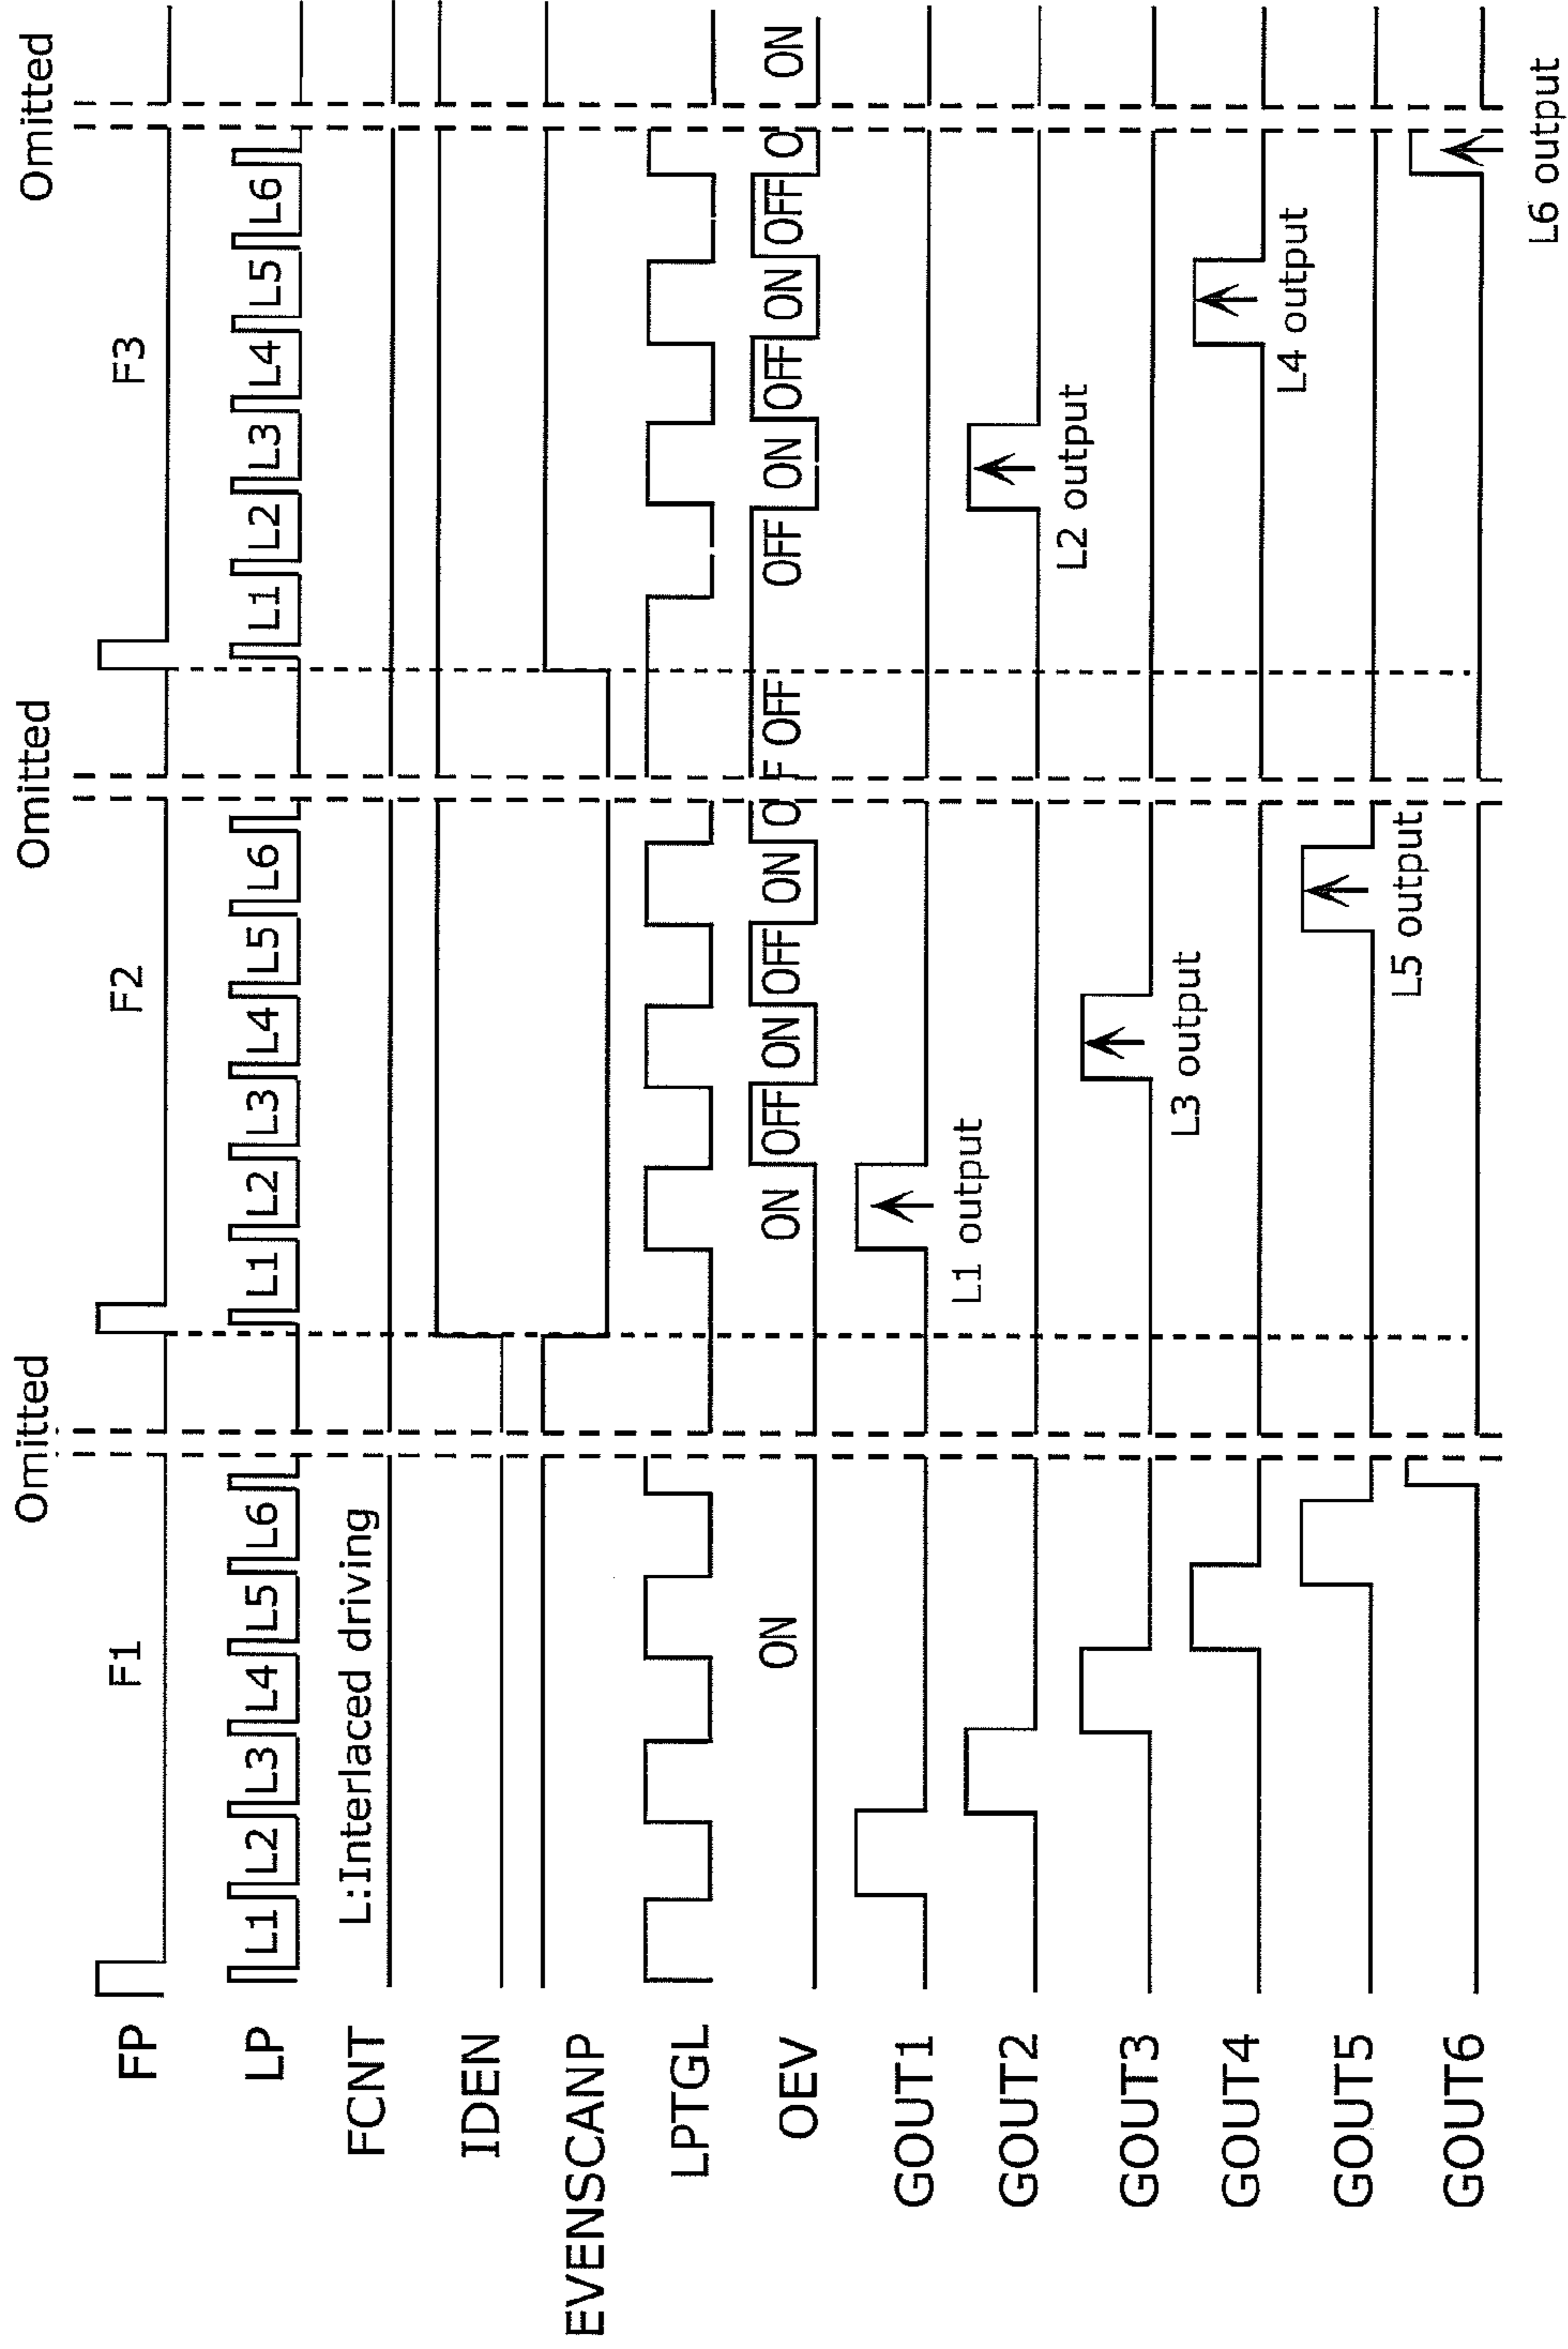 Omitted Omitted Omitted
FP F1 F2 F3
LP L1 L2 L3 L4 L5 L6 L1 L2 L3 L4 L5 L6 L1 L2 L3 L4 L5 L6
FCNT L:Interlaced driving
IDEN
EVENSCANP
LPTGL
OEV ON ON OFF ON OFF ON O F OFF OFF ON OFF ON OFF O ON
GOUT1
L1 output
GOUT2
L2 output
GOUT3
L3 output
GOUT4
L4 output
GOUT5
L5 output
GOUT6
L6 output